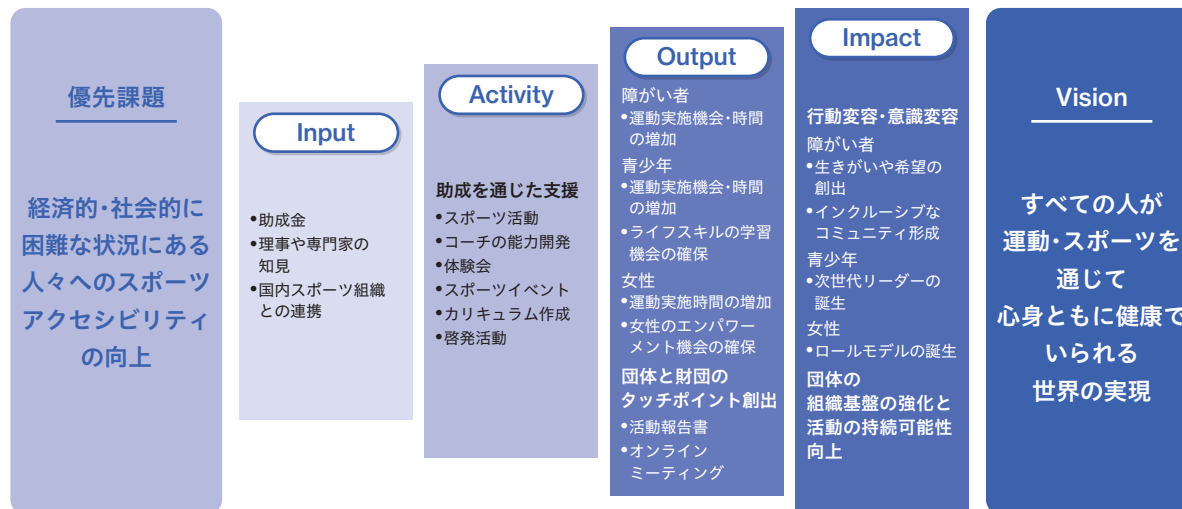 優先課題
経済的・社会的に
困難な状況にある
人々へのスポーツ
アクセシビリティ
の向上
Input
•助成金
•理事や専門家の
知見
•国内スポーツ組織
との連携
Activity
助成を通じた支援
•スポーツ活動
•コーチの能力開発
•体験会
•スポーツイベント
•カリキュラム作成
•啓発活動
Output
障がい者
•運動実施機会・時間
の増加
青少年
•運動実施機会・時間
の増加
•ライフスキルの学習
機会の確保
女性
•運動実施時間の増加
•女性のエンパワー
メント機会の確保
団体と財団の
タッチポイント創出
•活動報告書
•オンライン
ミーティング
Impact
行動変容・意識変容
障がい者
•生きがいや希望の
創出
•インクルーシブな
コミュニティ形成
青少年
•次世代リーダーの
誕生
女性
•ロールモデルの誕生
団体の
組織基盤の強化と
活動の持続可能性
向上
Vision
すべての人が
運動・スポーツを
通じて
心身ともに健康で
いられる
世界の実現